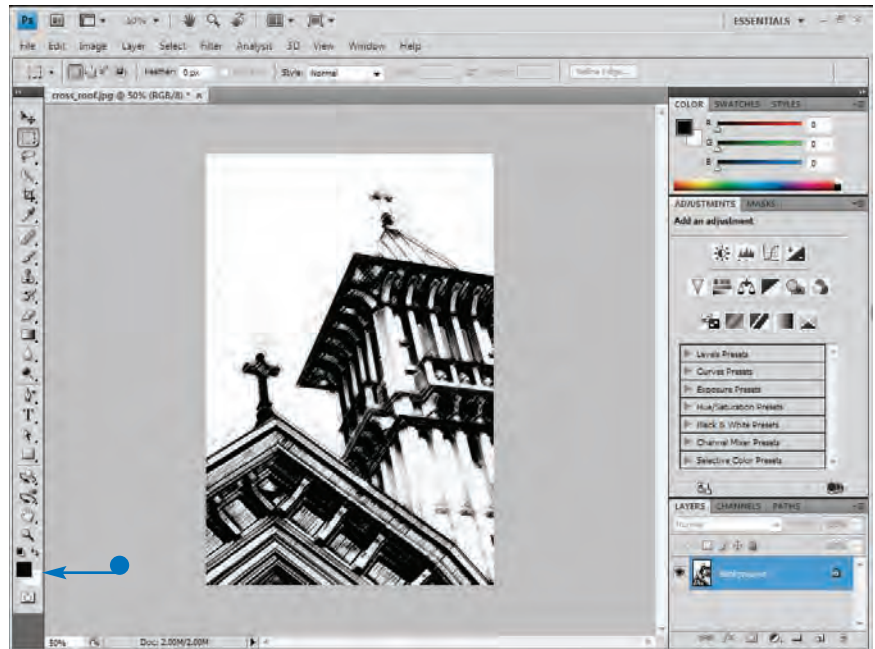 Ps Br 50% ESSENTIALS
File Edit Image Layer Select Filter Analysis 3D View Window Help
Feather: 0 px Style: Normal Refine Edge...
cross_roof.jpg @ 50% (RGB/8) * x
COLOR SWATCHES STYLES
R 0
G 0
B 0
ADJUSTMENTS MASKS
Add an adjustment
Levels Presets
Curves Presets
Exposure Presets
Hue/Saturation Presets
Black & White Presets
Channel Mixer Presets
Selective Color Presets
LAYERS CHANNELS PATHS
Normal
Background
50% Doc: 2.00M/2.00M